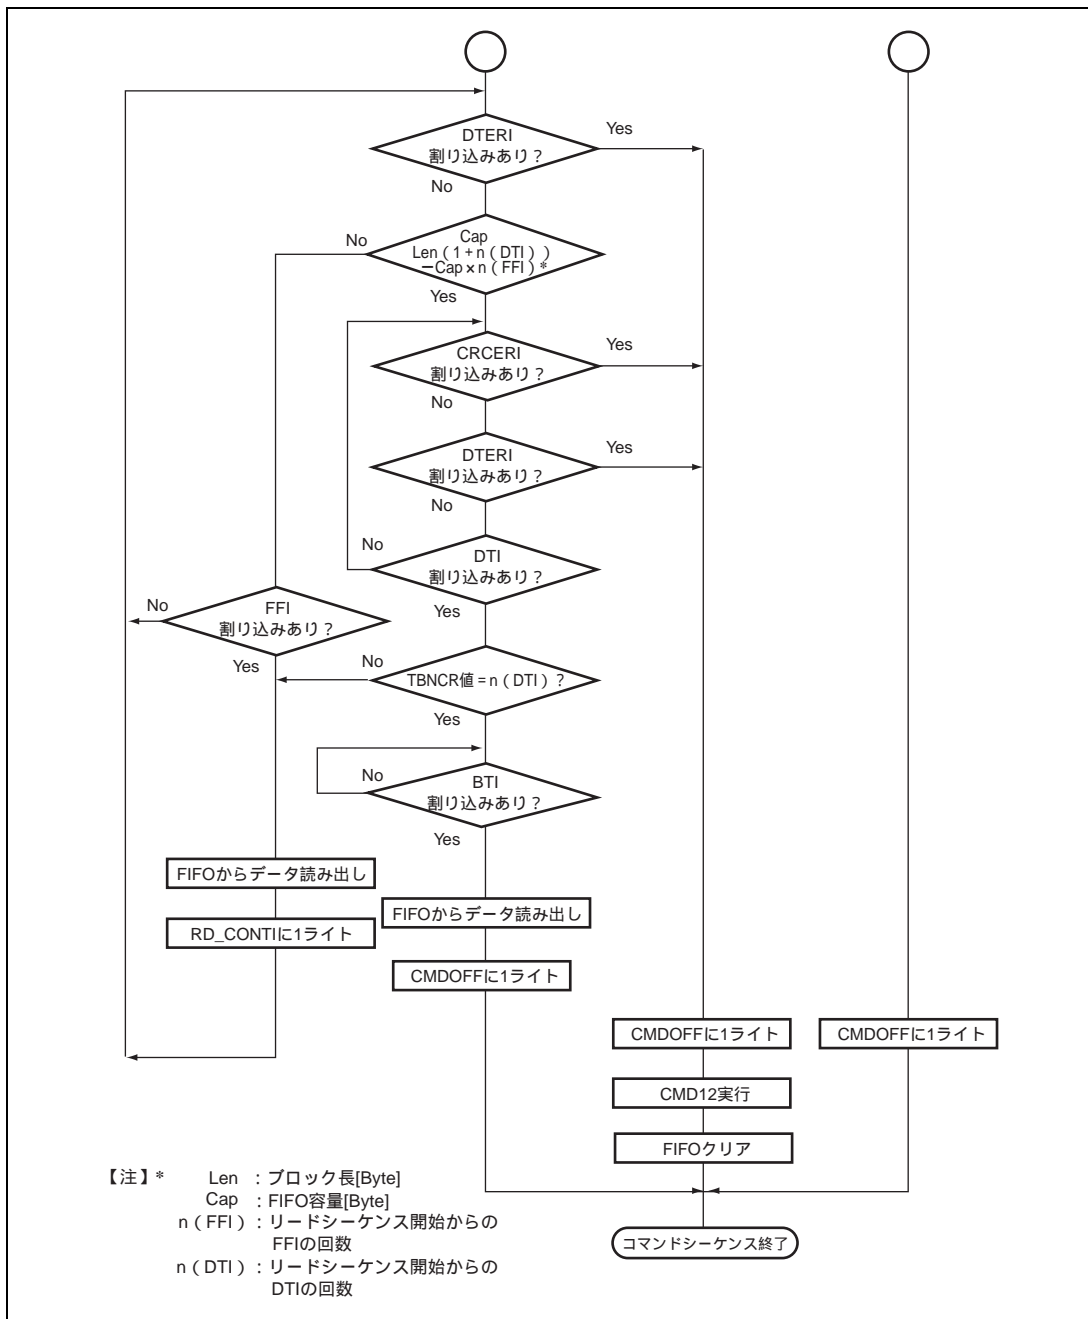 DTERI
割り込みあり？
Yes
No
Cap
Len（1+n（DTI））
－Cap×n（FFI）*
No
Yes
CRCERI
割り込みあり？
Yes
No
DTERI
割り込みあり？
Yes
No
DTI
割り込みあり？
No
Yes
FFI
割り込みあり？
No
Yes
TBNCR値=n（DTI）？
No
Yes
BTI
割り込みあり？
No
Yes
FIFOからデータ読み出し
RD_CONTIに1ライト
FIFOからデータ読み出し
CMDOFFに1ライト
CMDOFFに1ライト
CMDOFFに1ライト
CMD12実行
FIFOクリア
コマンドシーケンス終了
【注】* Len ：ブロック長[Byte]
Cap ：FIFO容量[Byte]
n（FFI）：リードシーケンス開始からの
FFIの回数
n（DTI）：リードシーケンス開始からの
DTIの回数